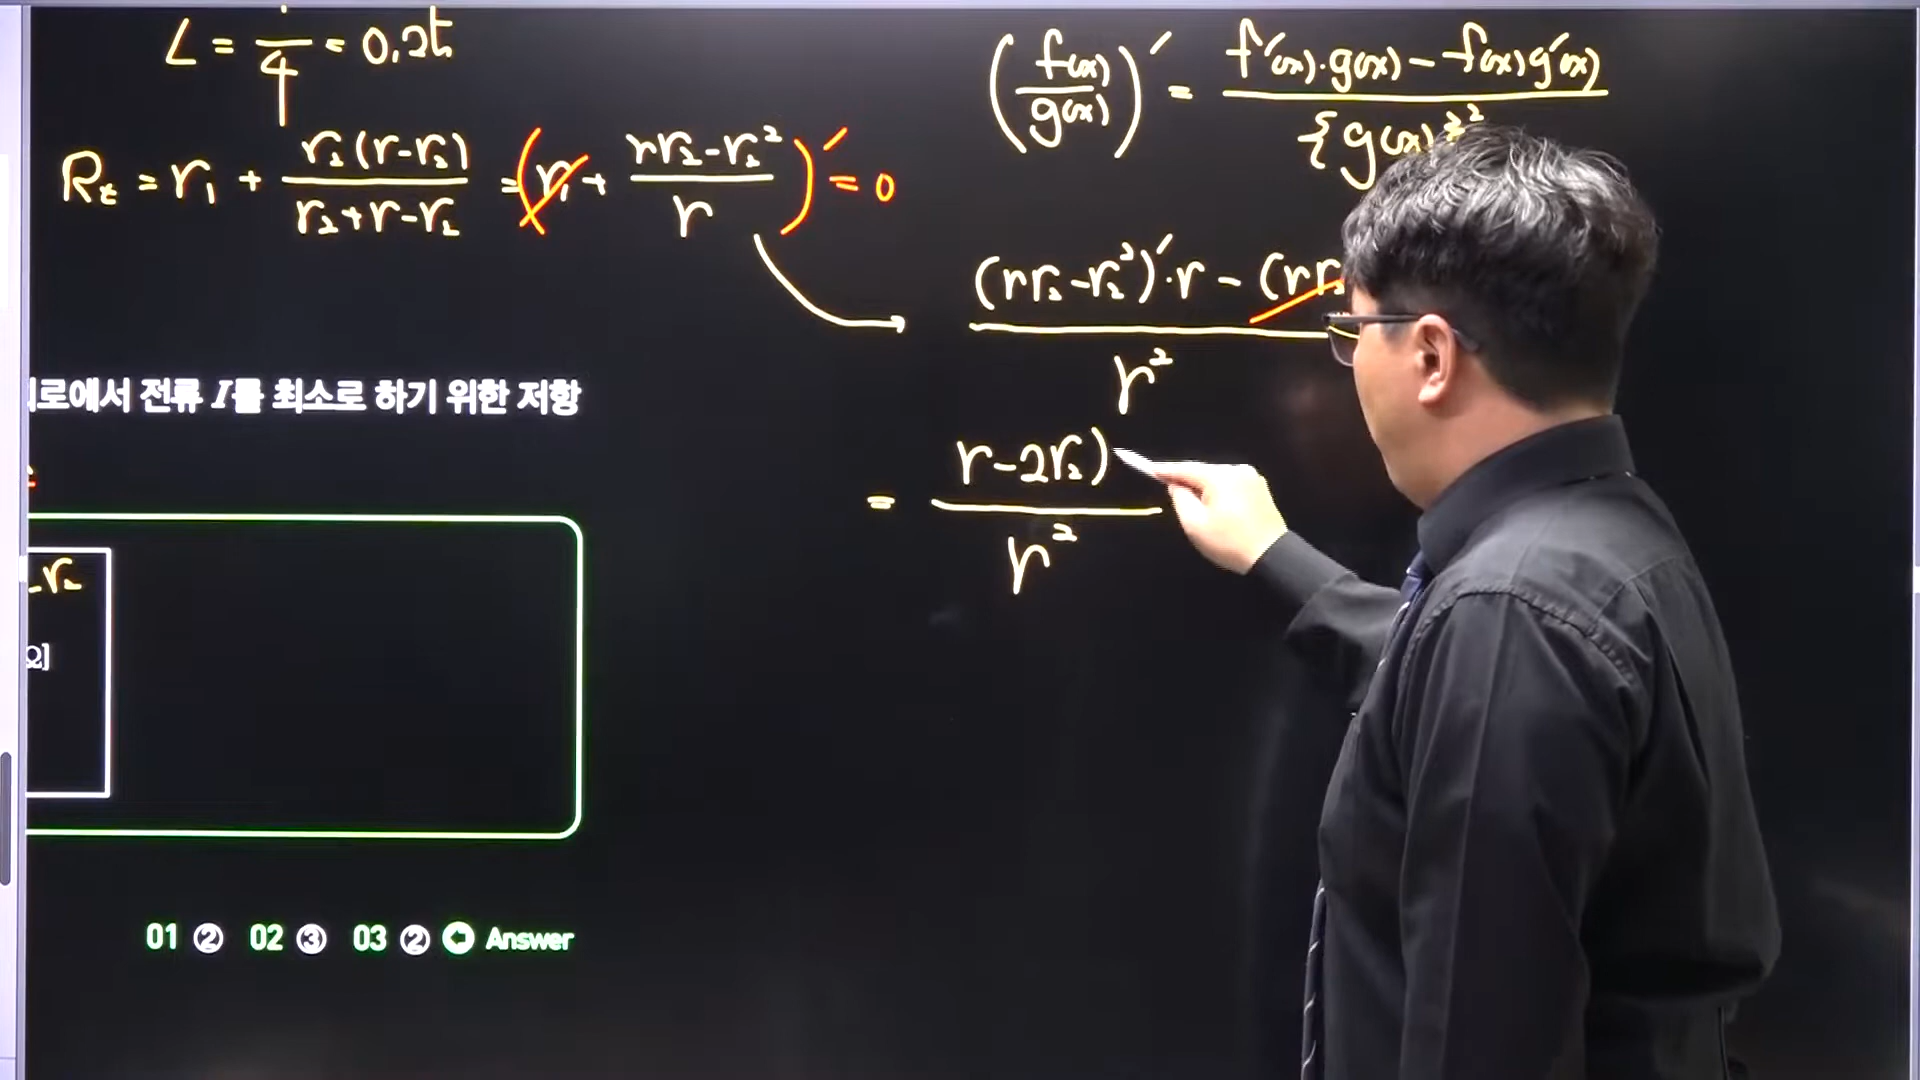 L = ─/4 = 0.2t
R_t = r₁ + r₂(r-r₂)/(r₂+r-r₂) = (r₁ + (rr₂-r₂²)/r)′ = 0
(f(x)/g(x))′ = (f′(x)·g(x) - f(x)g′(x))/{g(x)}²
(rr₂-r₂²)′·r - (rr₂
r²
회로에서 전류 I를 최소로 하기 위한 저항
= r-2r₂)/r²
-r₂
Ω]
01 ② 02 ③ 03 ② Answer